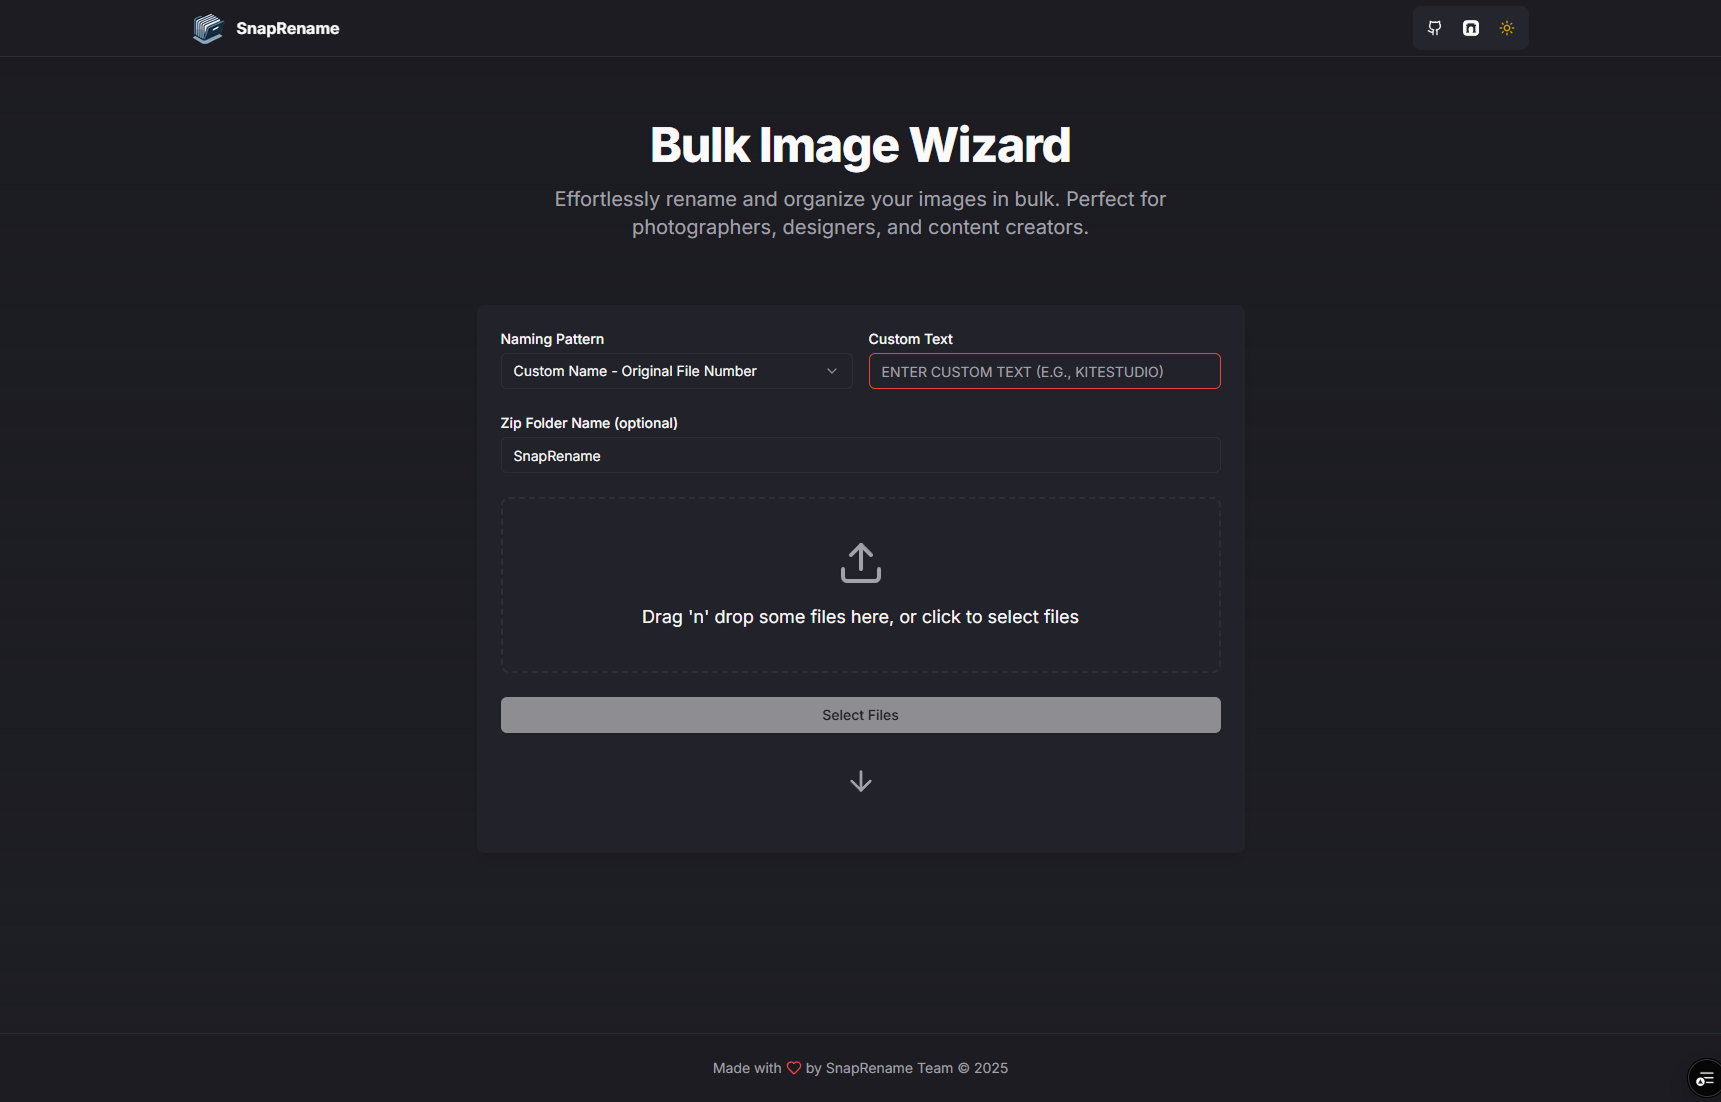 SnapRename
Bulk Image Wizard
Effortlessly rename and organize your images in bulk. Perfect for
photographers, designers, and content creators.
Naming Pattern
Custom Text
Custom Name - Original File Number
ENTER CUSTOM TEXT (E.G., KITESTUDIO)
Zip Folder Name (optional)
SnapRename
Drag 'n' drop some files here, or click to select files
Select Files
Made with by SnapRename Team © 2025